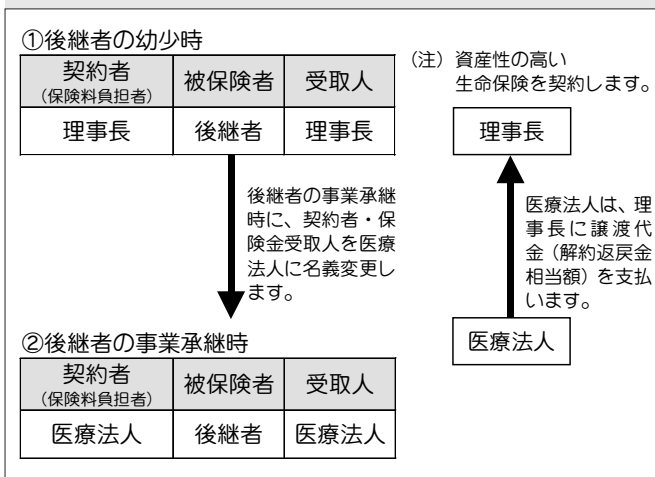 ①後継者の幼少時
契約者
(保険料負担者)
被保険者
受取人
理事長
後継者
理事長
後継者の事業承継
時に、契約者・保
険金受取人を医療
法人に名義変更し
ます。
②後継者の事業承継時
契約者
(保険料負担者)
被保険者
受取人
医療法人
後継者
医療法人
（注）資産性の高い
生命保険を契約します。
理事長
医療法人は、理
事長に譲渡代
金（解約返戻金
相当額）を支払
います。
医療法人